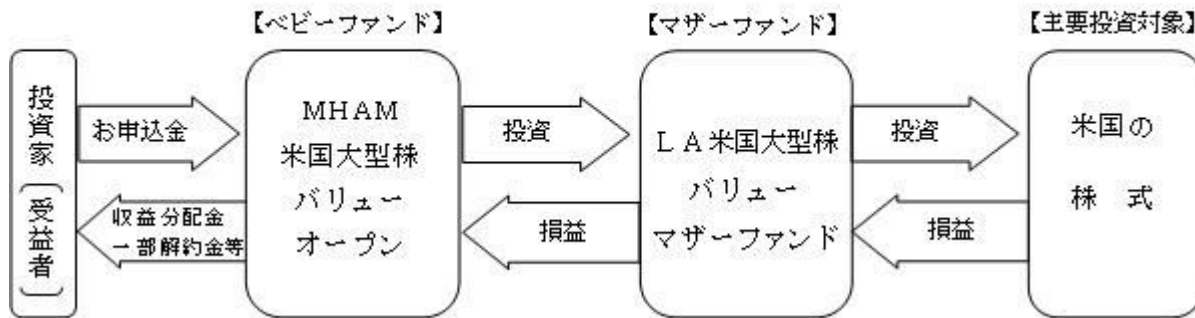 【ベビーファンド】
【マザーファンド】
【主要投資対象】
投資家(受益者)
お申込金
収益分配金
一部解約金等
MHAM
米国大型株
バリュー
オープン
投資
損益
LA米国大型株
バリュー
マザーファンド
投資
損益
米国の
株 式